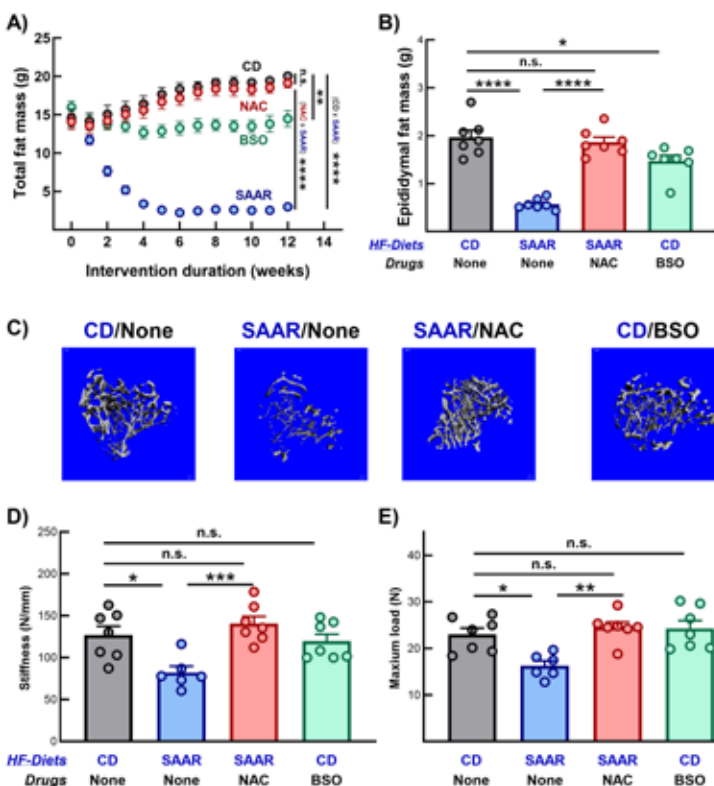 A)
Total fat mass (g)
25
20
15
10
5
CD
NAC
BSO
SAAR
n.s.
**
(NAC x SAAR) ****
(CD x SAAR) ****
0 2 4 6 8 10 12 14
Intervention duration (weeks)
B)
Epididymal fat mass (g)
4
3
2
1
*
n.s.
**** ****
HF-Diets CD SAAR SAAR CD
Drugs None None NAC BSO
C)
CD/None SAAR/None SAAR/NAC CD/BSO
D)
Stiffness (N/mm)
250
200
150
100
50
0
n.s.
n.s.
* ***
HF-Diets CD SAAR SAAR CD
Drugs None None NAC BSO
E)
Maxium load (N)
40
30
20
10
n.s.
n.s.
* **
SAAR SAAR CD
CD
None None NAC BSO